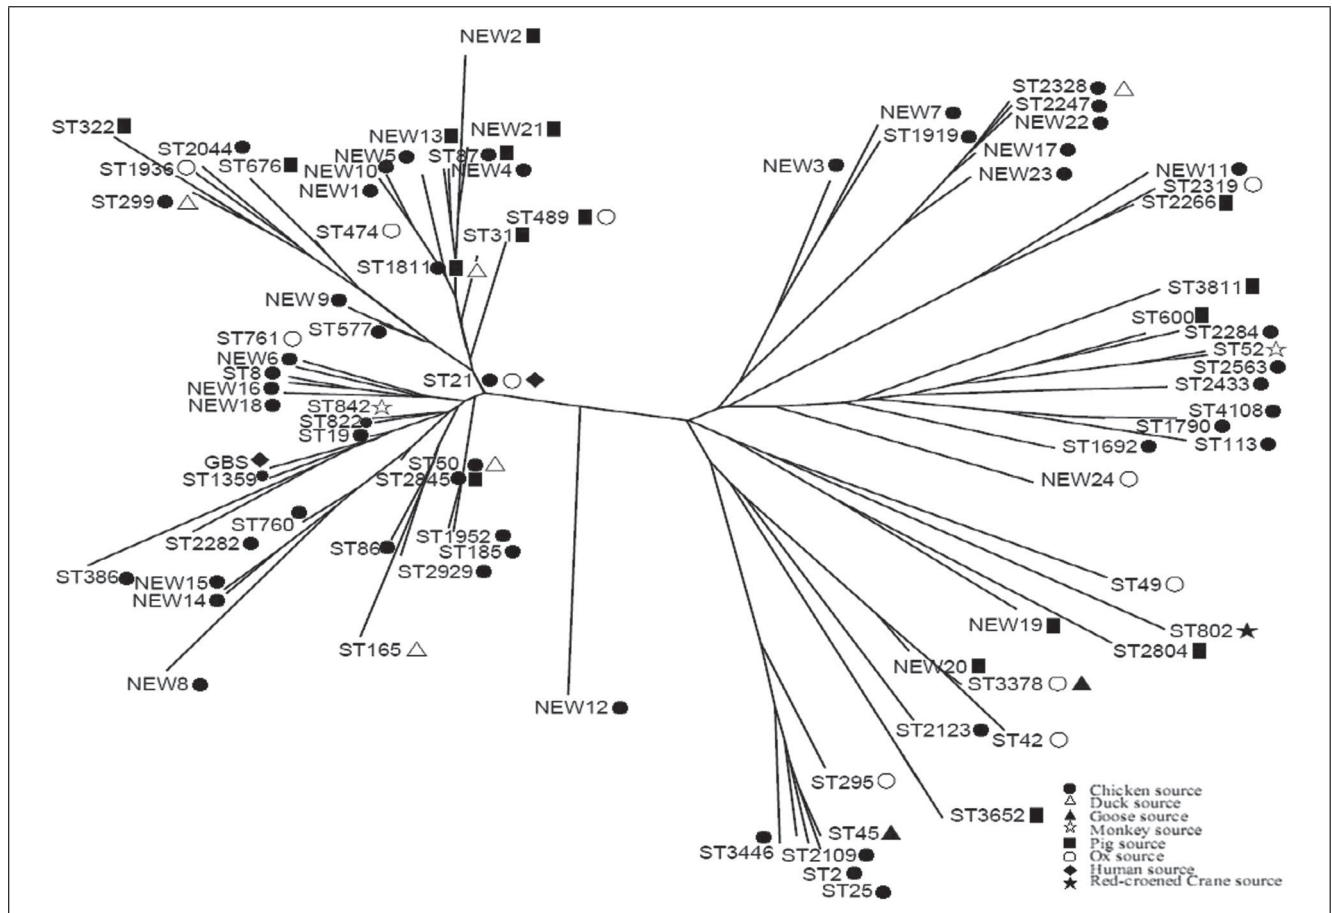 NEW2
ST322
ST2044
ST1936
ST676
ST299
NEW13
NEW21
NEW5
ST87
NEW10
NEW4
NEW1
ST474
ST489
ST31
ST1811
NEW9
ST577
ST761
NEW6
ST8
NEW16
NEW18
ST21
ST842
ST822
ST19
GBS
ST1359
ST50
ST2845
ST760
ST2282
ST86
ST1952
ST185
ST2929
ST386
NEW15
NEW14
ST165
NEW8
NEW12
ST2328
ST2247
NEW7
NEW22
ST1919
NEW17
NEW3
NEW23
NEW11
ST2319
ST2266
ST3811
ST600
ST2284
ST52
ST2563
ST2433
ST4108
ST1790
ST1692
ST113
NEW24
ST49
NEW19
ST802
ST2804
NEW20
ST3378
ST2123
ST42
ST295
ST3652
ST45
ST3446
ST2109
ST2
ST25
Chicken source
Duck source
Goose source
Monkey source
Pig source
Ox source
Human source
Red-croened Crane source